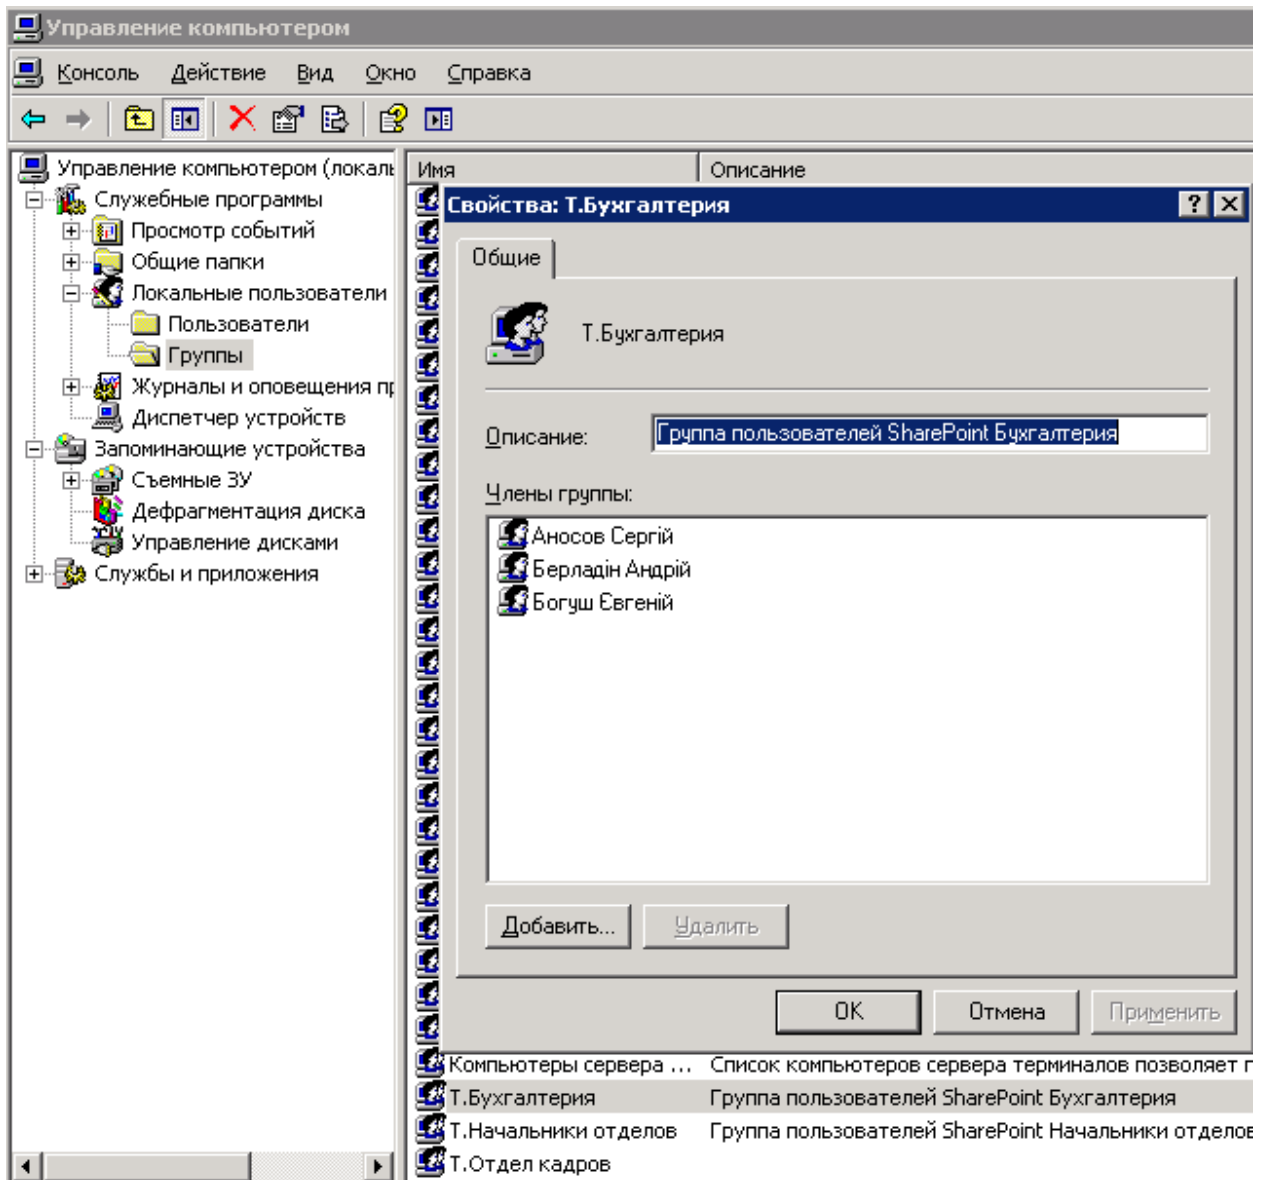 Управление компьютером
Консоль Действие Вид Окно Справка
Управление компьютером (локаль
Служебные программы
Просмотр событий
Общие папки
Локальные пользователи
Пользователи
Группы
Журналы и оповещения пр
Диспетчер устройств
Запоминающие устройства
Съемные ЗУ
Дефрагментация диска
Управление дисками
Службы и приложения
Имя Описание
Свойства: Т.Бухгалтерия
Общие
Т.Бухгалтерия
Описание: Группа пользователей SharePoint Бухгалтерия
Члены группы:
Аносов Сергій
Берладін Андрій
Богуш Євгеній
Добавить... Удалить
OK Отмена Применить
Компьютеры сервера ... Список компьютеров сервера терминалов позволяет г
Т.Бухгалтерия Группа пользователей SharePoint Бухгалтерия
Т.Начальники отделов Группа пользователей SharePoint Начальники отделов
Т.Отдел кадров